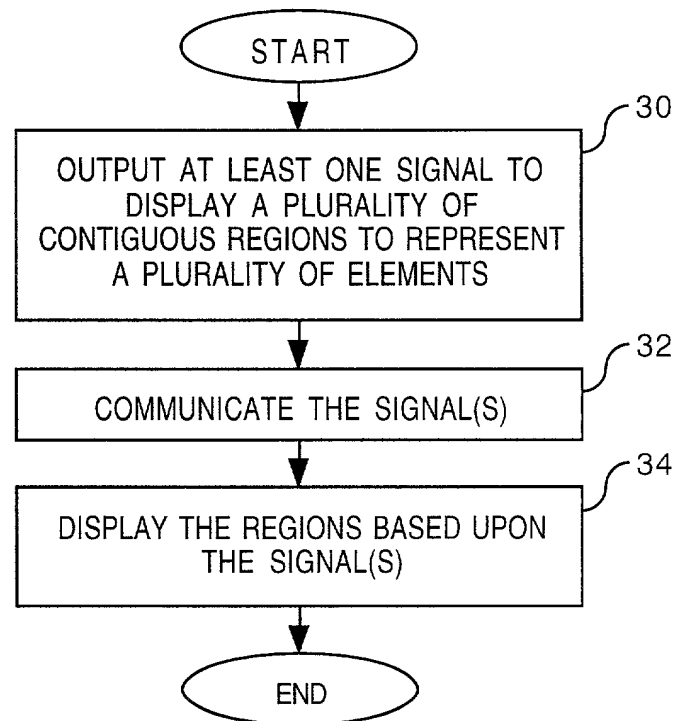 START
30
OUTPUT AT LEAST ONE SIGNAL TO
DISPLAY A PLURALITY OF
CONTIGUOUS REGIONS TO REPRESENT
A PLURALITY OF ELEMENTS
32
COMMUNICATE THE SIGNAL(S)
34
DISPLAY THE REGIONS BASED UPON
THE SIGNAL(S)
END